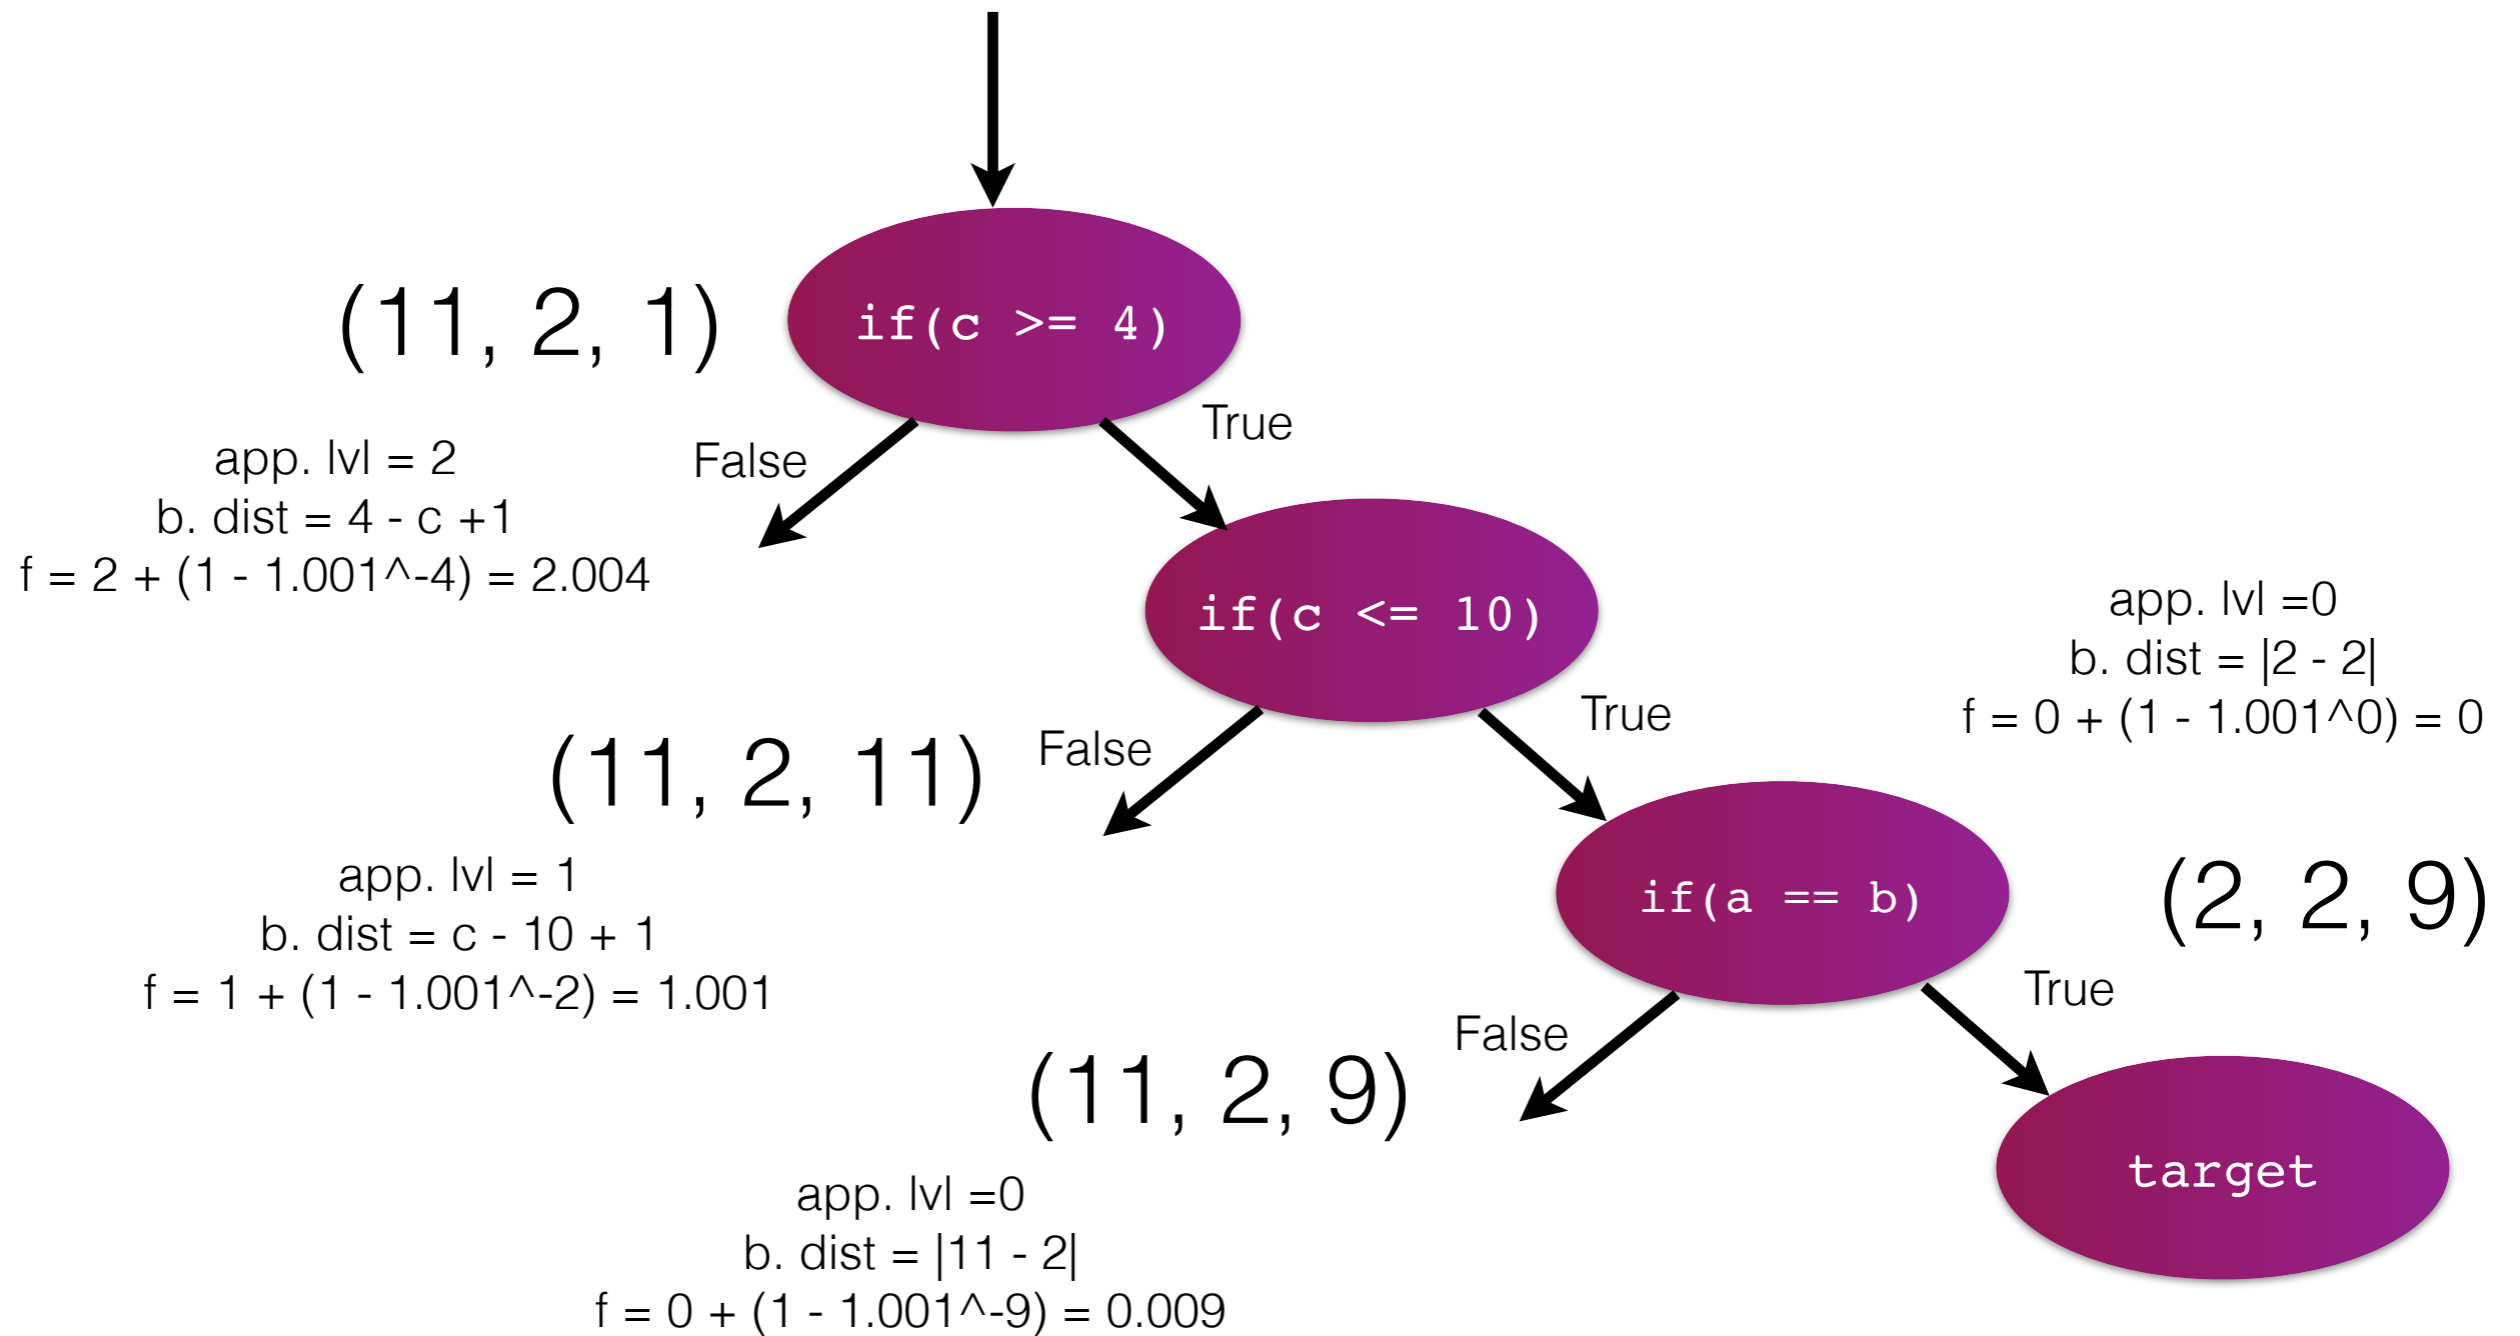 if(c >= 4)
(11, 2, 1)
True
False
app. lvl = 2
b. dist = 4 - c +1
f = 2 + (1 - 1.001^-4) = 2.004
if(c <= 10)
True
False
(11, 2, 11)
app. lvl = 1
b. dist = c - 10 + 1
f = 1 + (1 - 1.001^-2) = 1.001
app. lvl =0
b. dist = |2 - 2|
f = 0 + (1 - 1.001^0) = 0
(2, 2, 9)
if(a == b)
True
False
(11, 2, 9)
app. lvl =0
b. dist = |11 - 2|
f = 0 + (1 - 1.001^-9) = 0.009
target